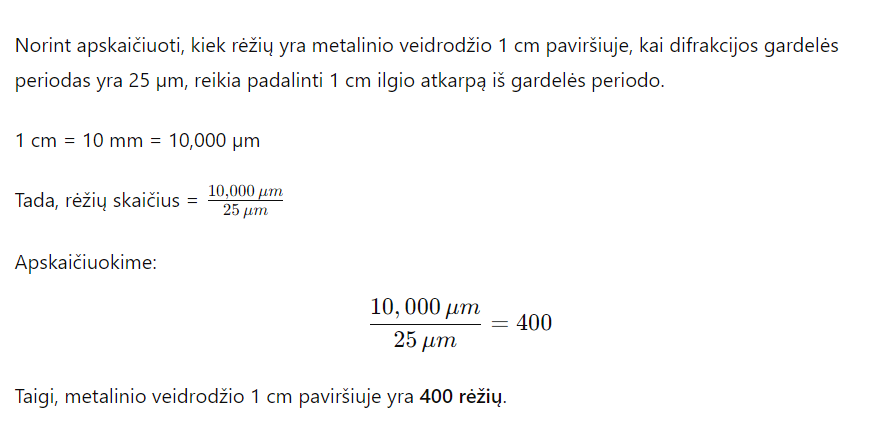 Norint apskaičiuoti, kiek rėžių yra metalinio veidrodžio 1 cm paviršiuje, kai difrakcijos gardelės
periodas yra 25 µm, reikia padalinti 1 cm ilgio atkarpą iš gardelės periodo.
1 cm = 10 mm = 10,000 µm
Tada, rėžių skaičius = 10,000 µm / 25 µm
Apskaičiuokime:
10,000 µm / 25 µm = 400
Taigi, metalinio veidrodžio 1 cm paviršiuje yra 400 rėžių.